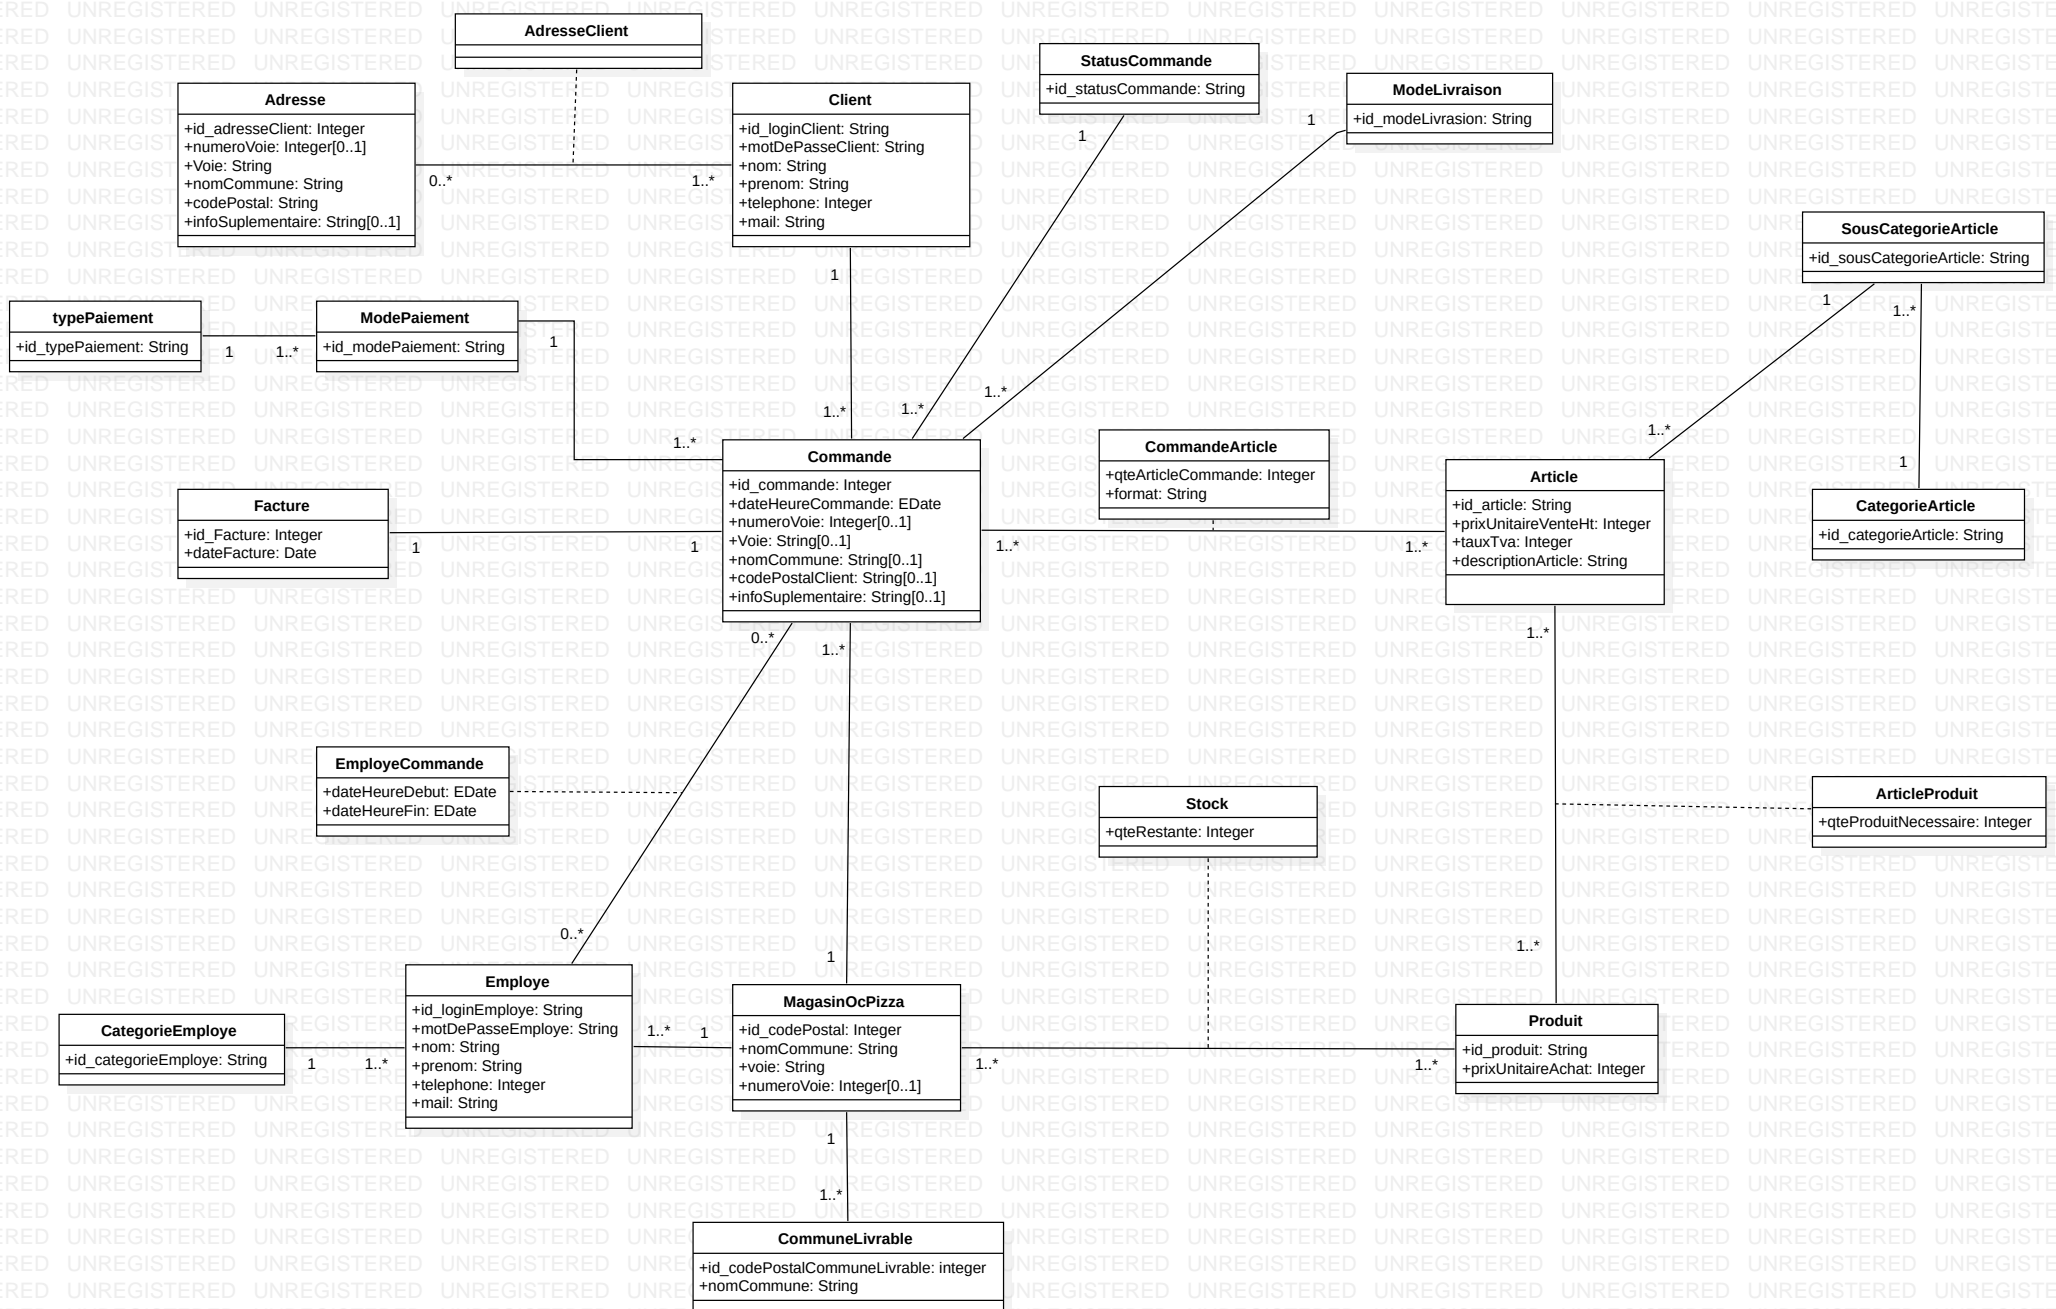 AdresseClient
Adresse
+id_adresseClient: Integer
+numeroVoie: Integer[0..1]
+Voie: String
+nomCommune: String
+codePostal: String
+infoSuplementaire: String[0..1]
0..*
1..*
Client
+id_loginClient: String
+motDePasseClient: String
+nom: String
+prenom: String
+telephone: Integer
+mail: String
1
1..*
StatusCommande
+id_statusCommande: String
1
1..*
ModeLivraison
+id_modeLivrasion: String
1
1..*
SousCategorieArticle
+id_sousCategorieArticle: String
1
1..*
1..*
1
CategorieArticle
+id_categorieArticle: String
typePaiement
+id_typePaiement: String
1
1..*
ModePaiement
+id_modePaiement: String
1
1..*
Facture
+id_Facture: Integer
+dateFacture: Date
1
1
Commande
+id_commande: Integer
+dateHeureCommande: EDate
+numeroVoie: Integer[0..1]
+Voie: String[0..1]
+nomCommune: String[0..1]
+codePostalClient: String[0..1]
+infoSuplementaire: String[0..1]
CommandeArticle
+qteArticleCommande: Integer
+format: String
1..*
1..*
Article
+id_article: String
+prixUnitaireVenteHt: Integer
+tauxTva: Integer
+descriptionArticle: String
0..*
1..*
1..*
EmployeCommande
+dateHeureDebut: EDate
+dateHeureFin: EDate
Stock
+qteRestante: Integer
ArticleProduit
+qteProduitNecessaire: Integer
0..*
1
1..*
CategorieEmploye
+id_categorieEmploye: String
1
1..*
Employe
+id_loginEmploye: String
+motDePasseEmploye: String
+nom: String
+prenom: String
+telephone: Integer
+mail: String
1..*
1
MagasinOcPizza
+id_codePostal: Integer
+nomCommune: String
+voie: String
+numeroVoie: Integer[0..1]
1..*
1..*
Produit
+id_produit: String
+prixUnitaireAchat: Integer
1
1..*
CommuneLivrable
+id_codePostalCommuneLivrable: integer
+nomCommune: String
UNREGISTERED